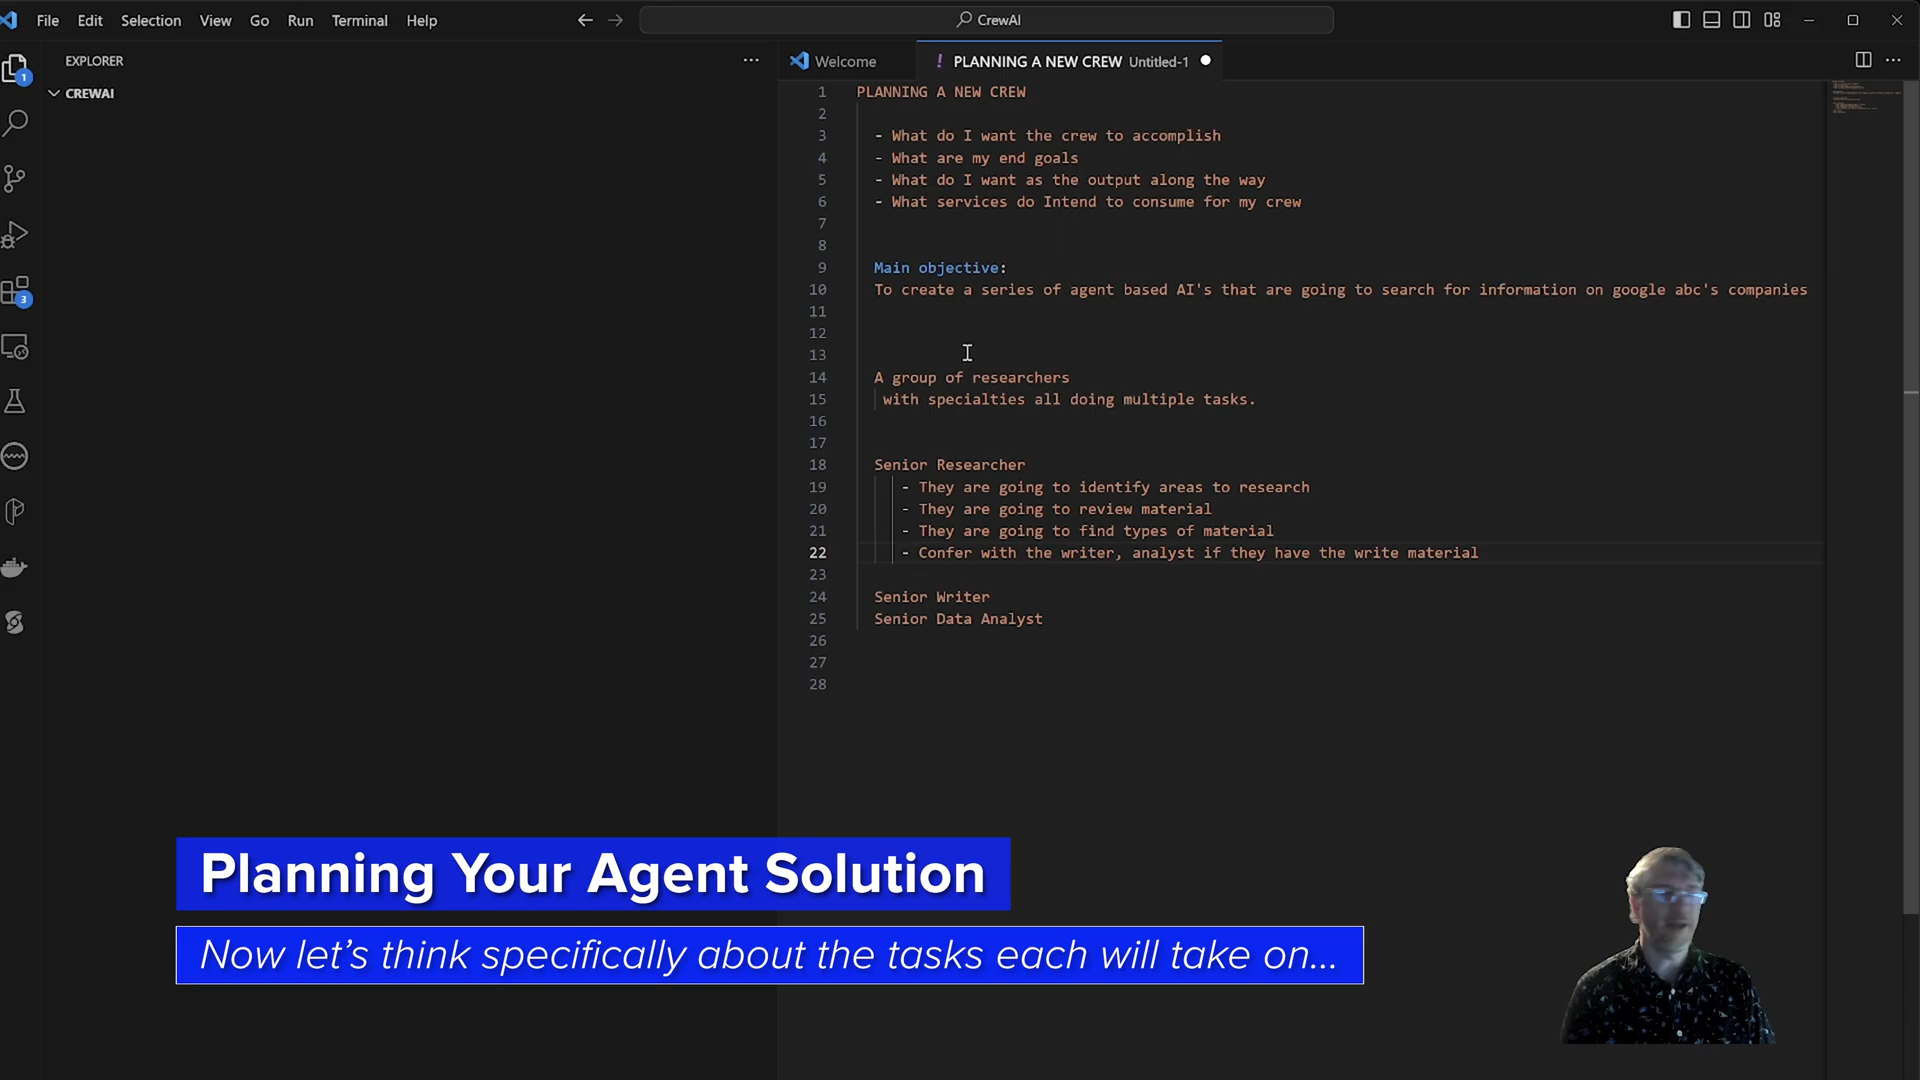 File Edit Selection View Go Run Terminal Help
CrewAI
EXPLORER
Welcome
! PLANNING A NEW CREW Untitled-1
CREWAI
1
3
1 PLANNING A NEW CREW
2
3 - What do I want the crew to accomplish
4 - What are my end goals
5 - What do I want as the output along the way
6 - What services do Intend to consume for my crew
7
8
9 Main objective:
10 To create a series of agent based AI's that are going to search for information on google abc's companies
11
12
13
14 A group of researchers
15 with specialties all doing multiple tasks.
16
17
18 Senior Researcher
19 - They are going to identify areas to research
20 - They are going to review material
21 - They are going to find types of material
22 - Confer with the writer, analyst if they have the write material
23
24 Senior Writer
25 Senior Data Analyst
26
27
28
Planning Your Agent Solution
Now let's think specifically about the tasks each will take on...